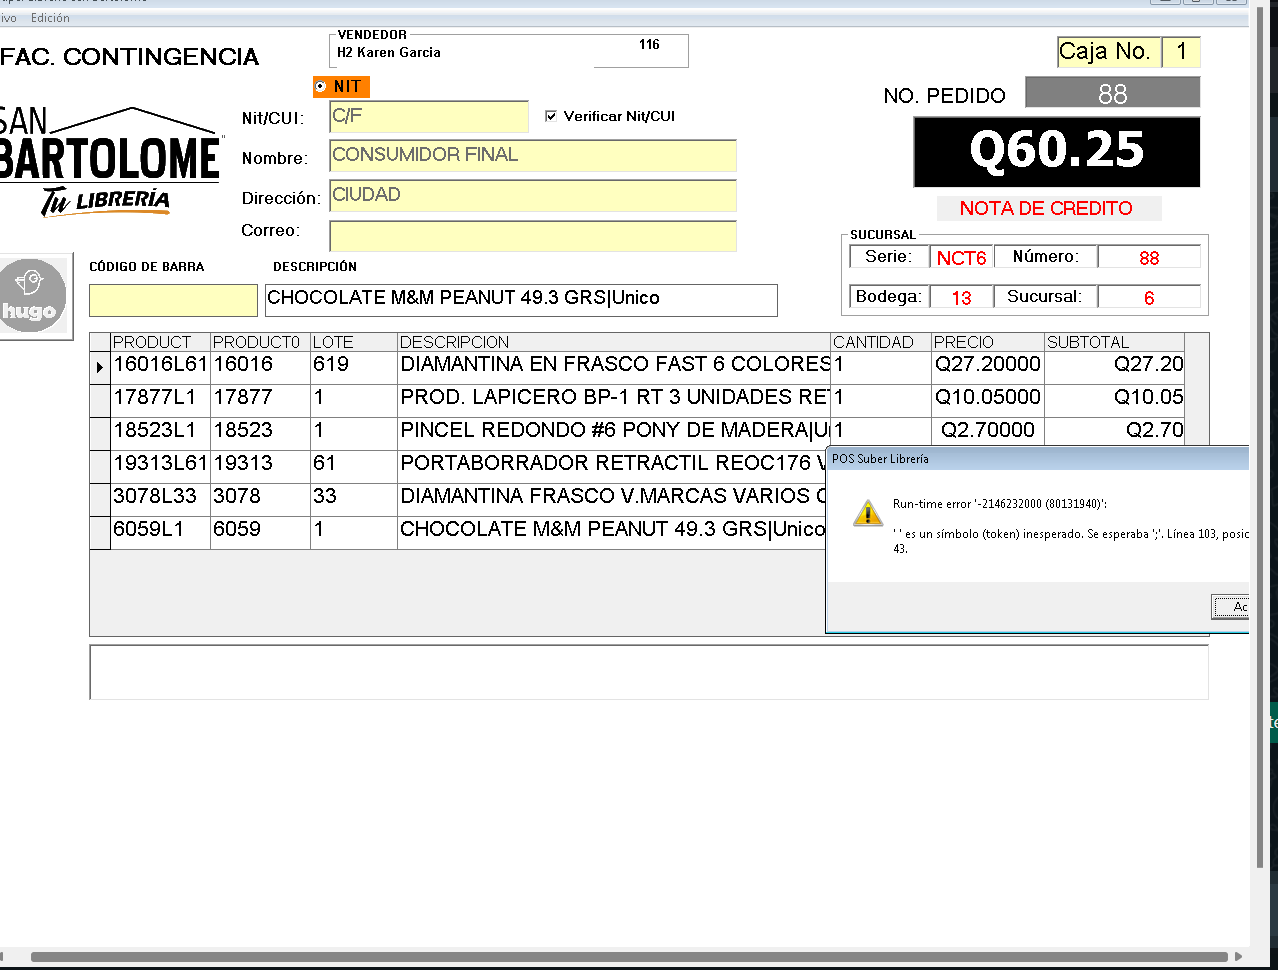 Edición
FAC. CONTINGENCIA
VENDEDOR
H2 Karen Garcia
116
Caja No. 1
NIT
NO. PEDIDO 88
Nit/CUI: C/F
Verificar Nit/CUI
Q60.25
SAN
BARTOLOME
Tu LIBRERÍA
Nombre: CONSUMIDOR FINAL
Dirección: CIUDAD
NOTA DE CREDITO
Correo:
SUCURSAL
Serie: NCT6 Número: 88
Bodega: 13 Sucursal: 6
hugo
CÓDIGO DE BARRA DESCRIPCIÓN
CHOCOLATE M&M PEANUT 49.3 GRS|Unico
PRODUCT PRODUCT0 LOTE DESCRIPCION CANTIDAD PRECIO SUBTOTAL
16016L61 16016 619 DIAMANTINA EN FRASCO FAST 6 COLORES 1 Q27.20000 Q27.20
17877L1 17877 1 PROD. LAPICERO BP-1 RT 3 UNIDADES RET 1 Q10.05000 Q10.05
18523L1 18523 1 PINCEL REDONDO #6 PONY DE MADERA|U 1 Q2.70000 Q2.70
19313L61 19313 61 PORTABORRADOR RETRACTIL REOC176 V
3078L33 3078 33 DIAMANTINA FRASCO V.MARCAS VARIOS C
6059L1 6059 1 CHOCOLATE M&M PEANUT 49.3 GRS|Unico
POS Suber Librería
Run-time error '-2146232000 (80131940)':
' ' es un símbolo (token) inesperado. Se esperaba ';'. Línea 103, posic
43.
Ac